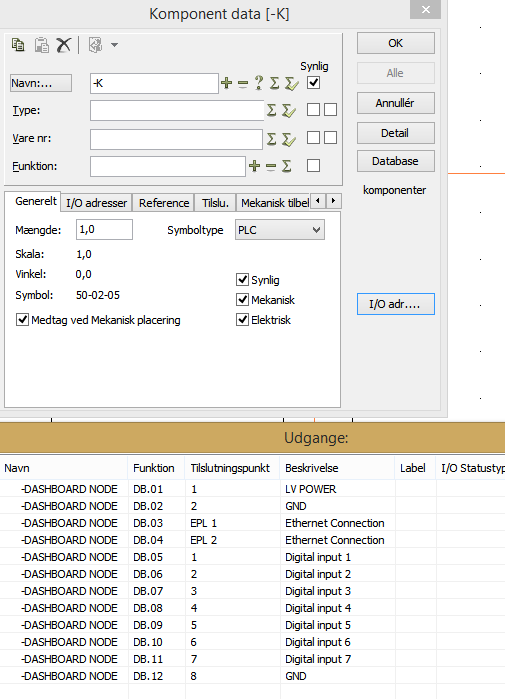 Komponent data [-K]
Synlig
OK
Navn:...
-K
Alle
Type:
Annullér
Vare nr:
Detail
Funktion:
Database
komponenter
Generelt I/O adresser Reference Tilslu. Mekanisk tilbel
Mængde: 1,0 Symboltype PLC
Skala: 1,0
Vinkel: 0,0 Synlig
Symbol: 50-02-05 Mekanisk
I/O adr....
Medtag ved Mekanisk placering Elektrisk
Udgange:
Navn Funktion Tilslutningspunkt Beskrivelse Label I/O Statustyp
-DASHBOARD NODE DB.01 1 LV POWER
-DASHBOARD NODE DB.02 2 GND
-DASHBOARD NODE DB.03 EPL 1 Ethernet Connection
-DASHBOARD NODE DB.04 EPL 2 Ethernet Connection
-DASHBOARD NODE DB.05 1 Digital input 1
-DASHBOARD NODE DB.06 2 Digital input 2
-DASHBOARD NODE DB.07 3 Digital input 3
-DASHBOARD NODE DB.08 4 Digital input 4
-DASHBOARD NODE DB.09 5 Digital input 5
-DASHBOARD NODE DB.10 6 Digital input 6
-DASHBOARD NODE DB.11 7 Digital input 7
-DASHBOARD NODE DB.12 8 GND